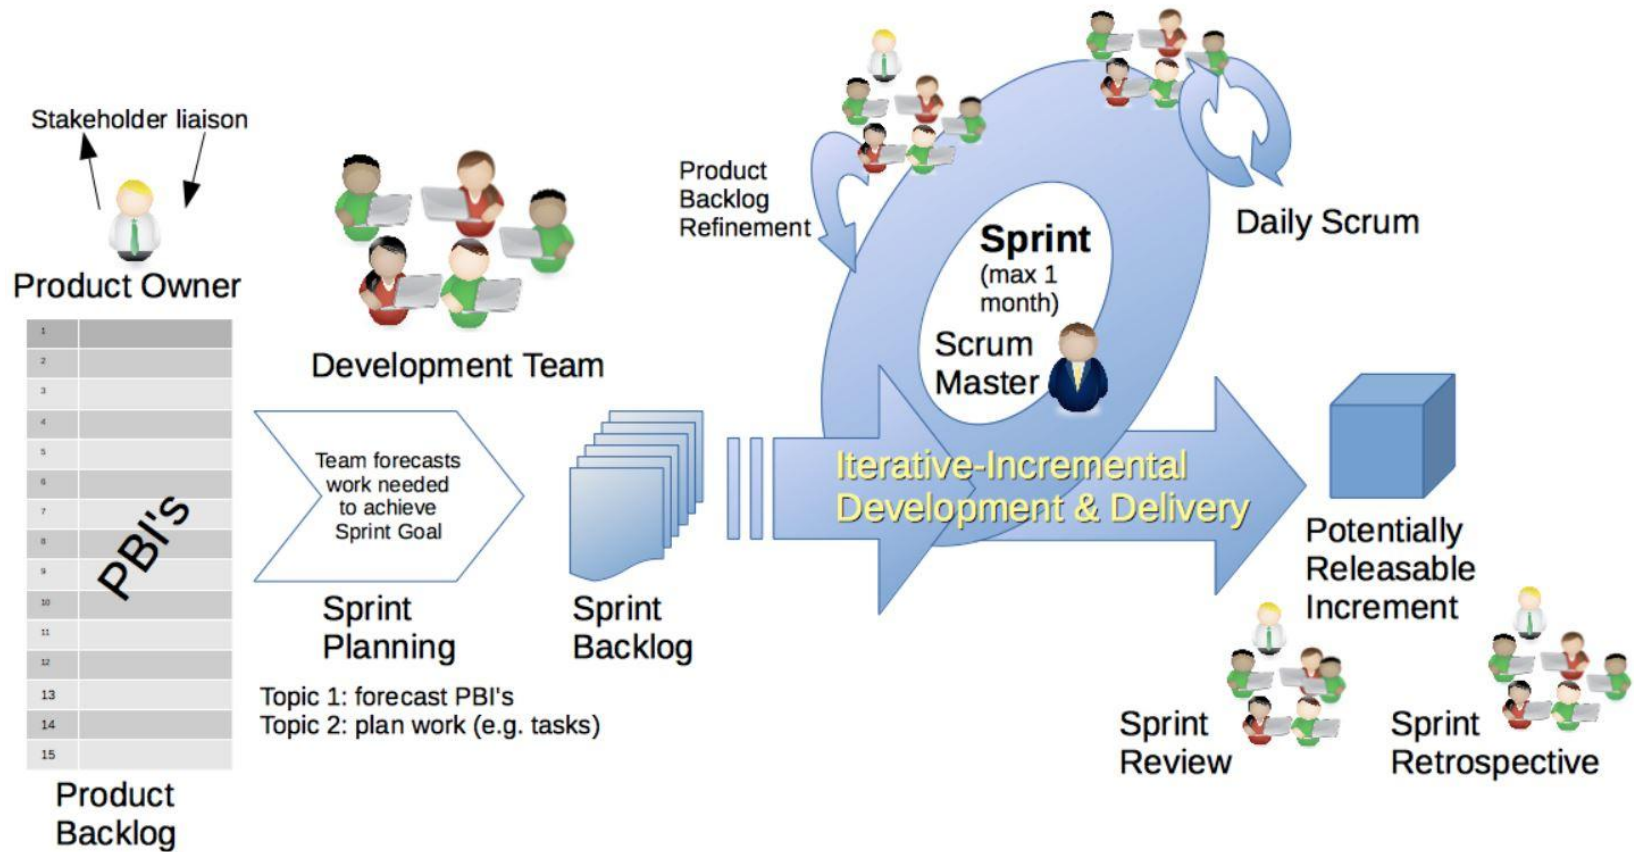 Stakeholder liaison
Product Owner
1
2
3
4
5
6
7
8
9
10
11
12
13
14
15
PBI's
Product
Backlog
Development Team
Team forecasts
work needed
to achieve
Sprint Goal
Sprint
Planning
Topic 1: forecast PBI's
Topic 2: plan work (e.g. tasks)
Sprint
Backlog
Product
Backlog
Refinement
Sprint
(max 1
month)
Scrum
Master
Daily Scrum
Iterative-Incremental
Development & Delivery
Potentially
Releasable
Increment
Sprint
Review
Sprint
Retrospective